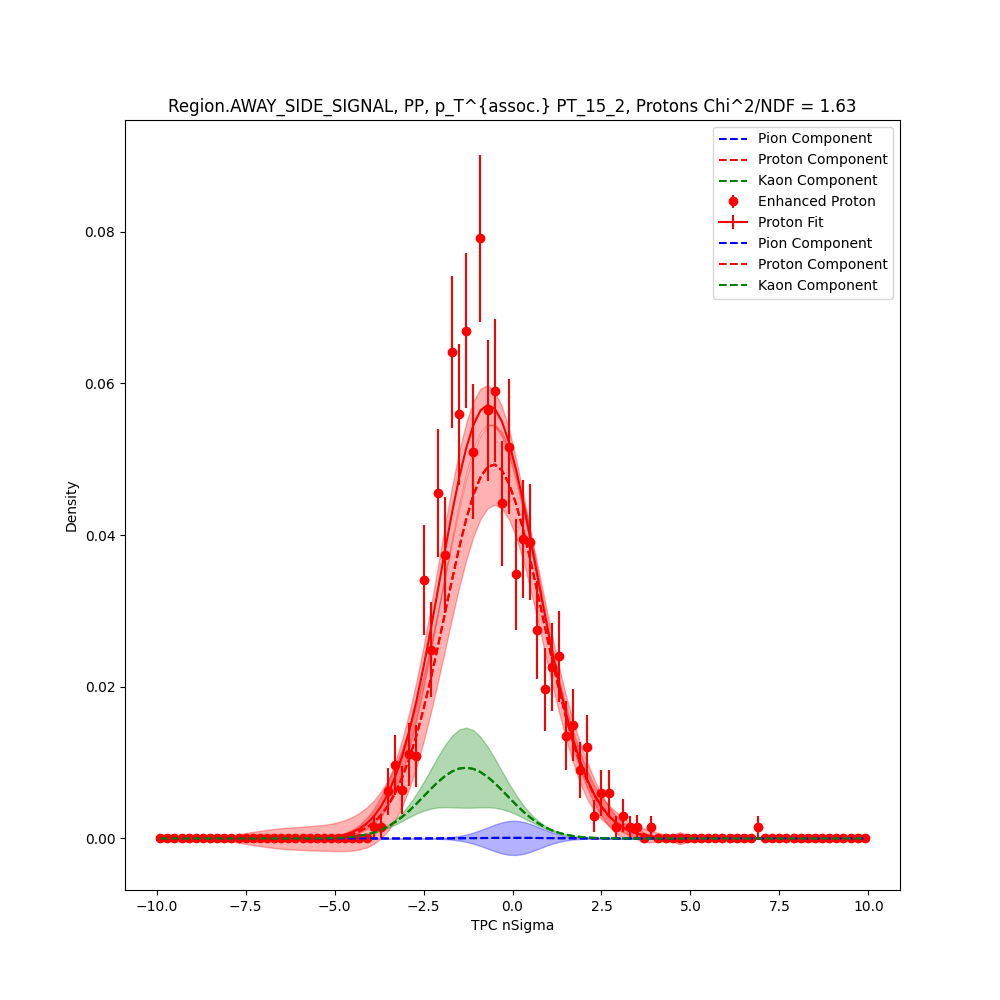 Region.AWAY_SIDE_SIGNAL, PP, p_T^{assoc.} PT_15_2, Protons Chi^2/NDF = 1.63
Pion Component
Proton Component
Kaon Component
Enhanced Proton
Proton Fit
Pion Component
Proton Component
Kaon Component
0.08
0.06
0.04
0.02
0.00
Density
−10.0 −7.5 −5.0 −2.5 0.0 2.5 5.0 7.5 10.0
TPC nSigma